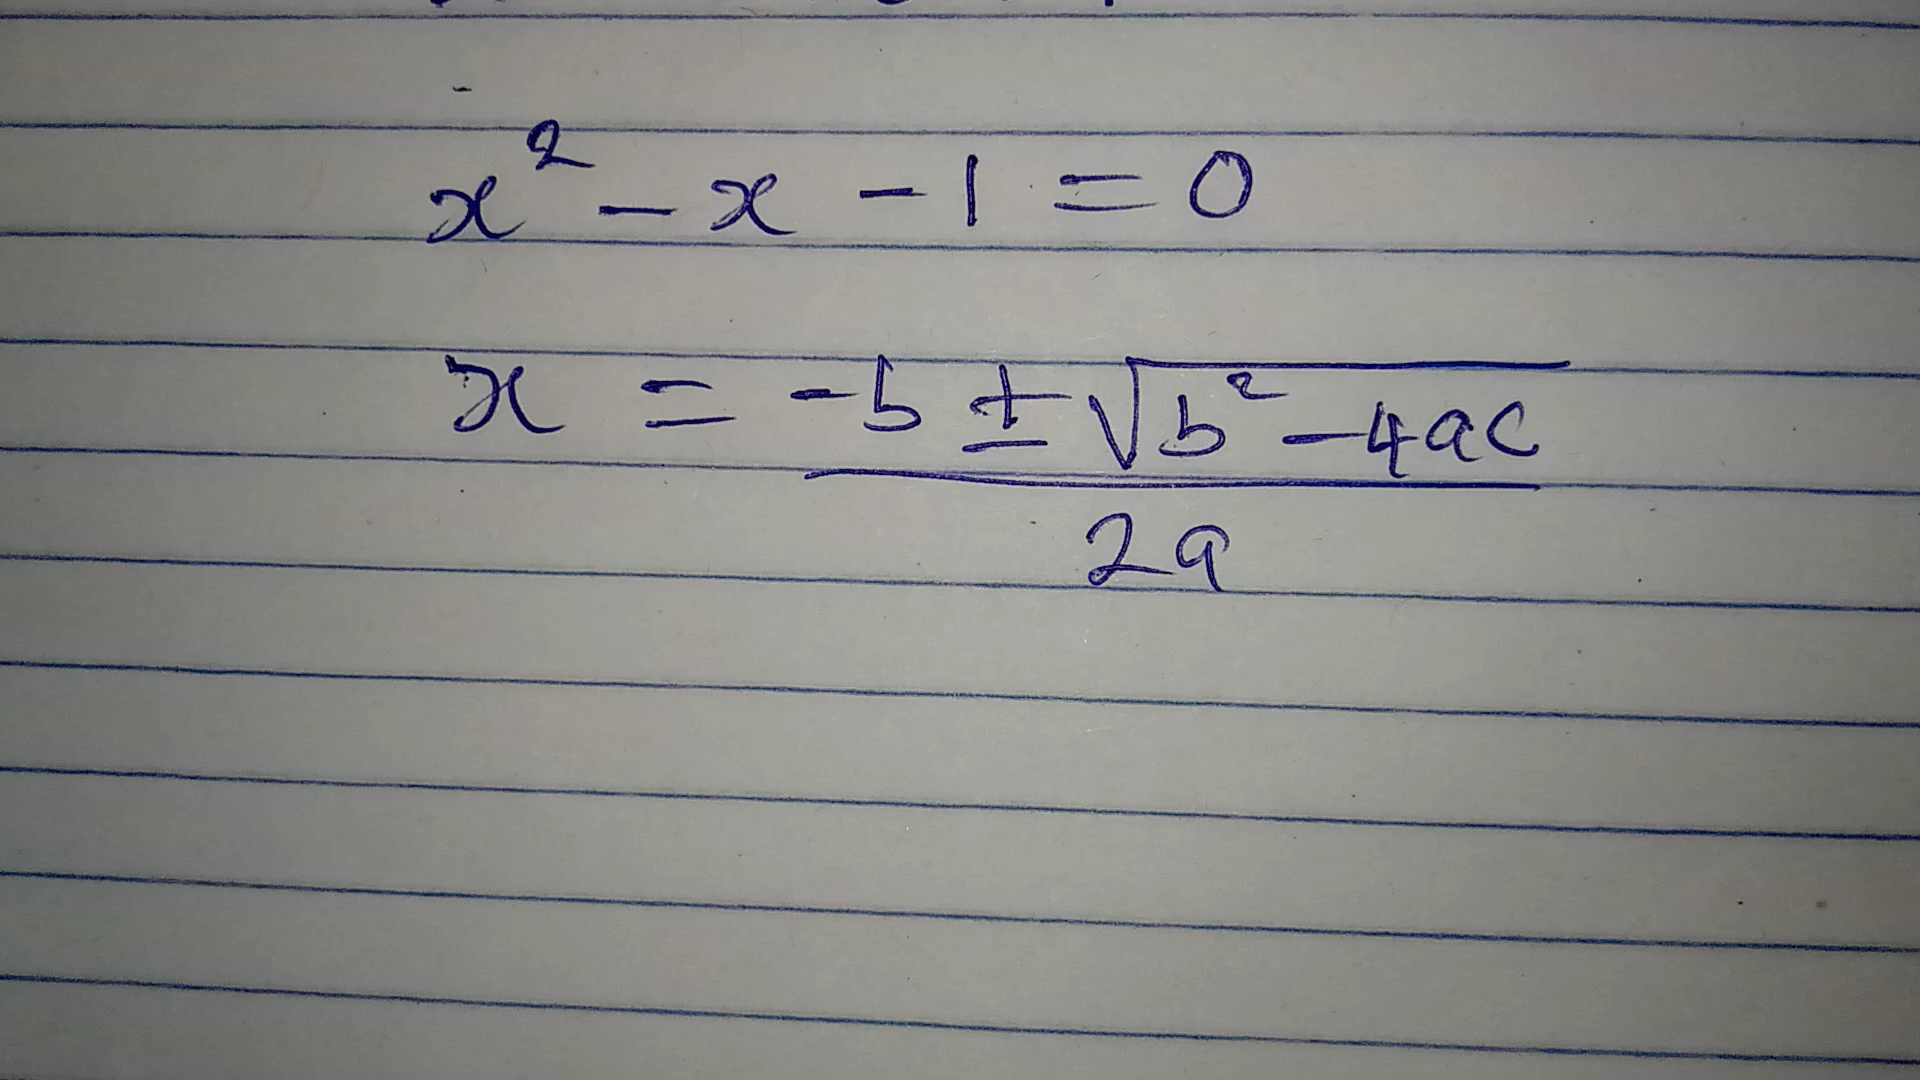 x² - x - 1 = 0
x = -b ± √b² - 4ac
2a